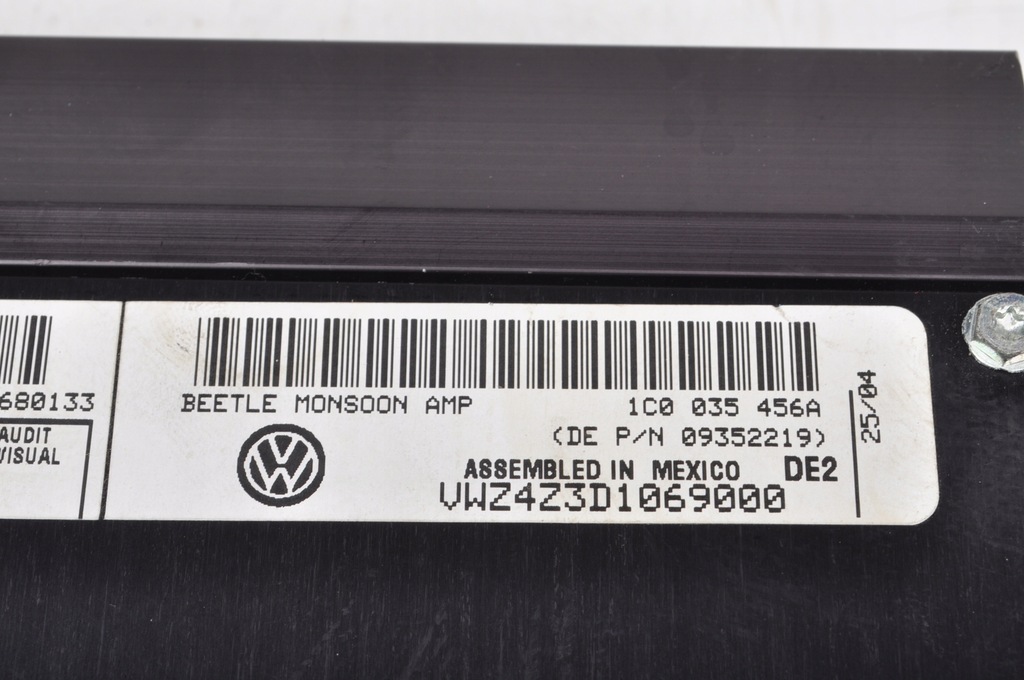 680133
AUDIT
VISUAL
BEETLE MONSOON AMP 1C0 035 456A
(DE P/N 09352219)
ASSEMBLED IN MEXICO DE2
VWZ4Z3D1069000
25/04